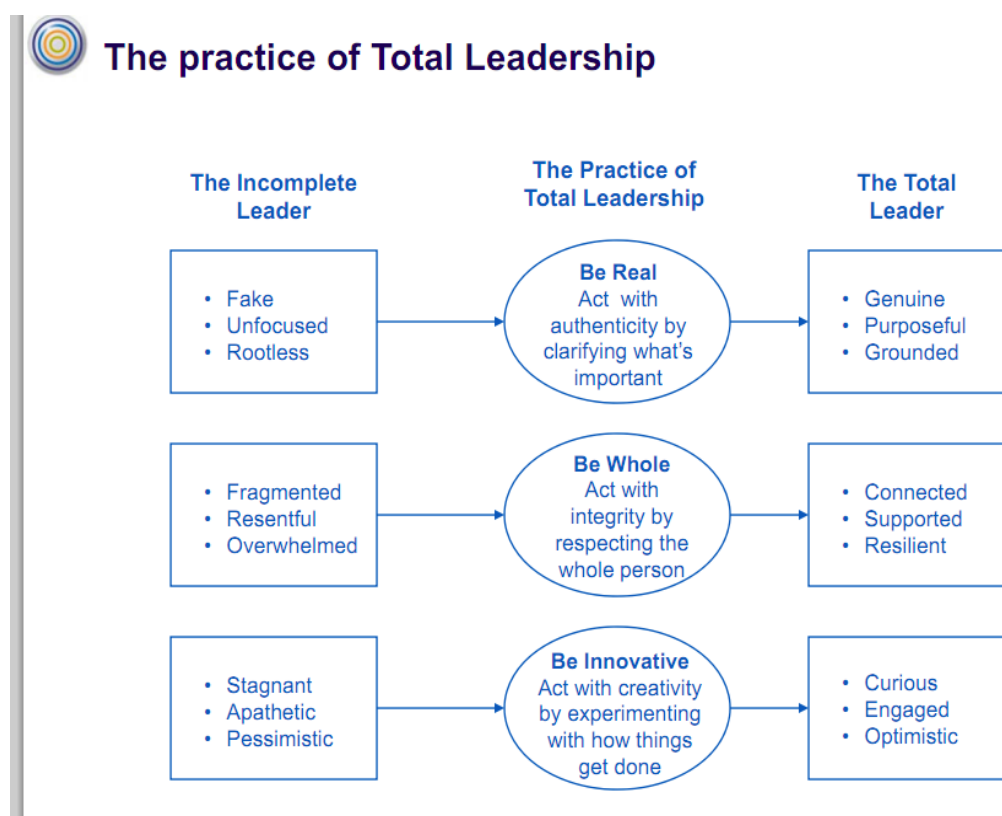 The practice of Total Leadership
The Incomplete
Leader
The Practice of
Total Leadership
The Total
Leader
• Fake
• Unfocused
• Rootless
Be Real
Act with
authenticity by
clarifying what's
important
• Genuine
• Purposeful
• Grounded
• Fragmented
• Resentful
• Overwhelmed
Be Whole
Act with
integrity by
respecting the
whole person
• Connected
• Supported
• Resilient
• Stagnant
• Apathetic
• Pessimistic
Be Innovative
Act with creativity
by experimenting
with how things
get done
• Curious
• Engaged
• Optimistic